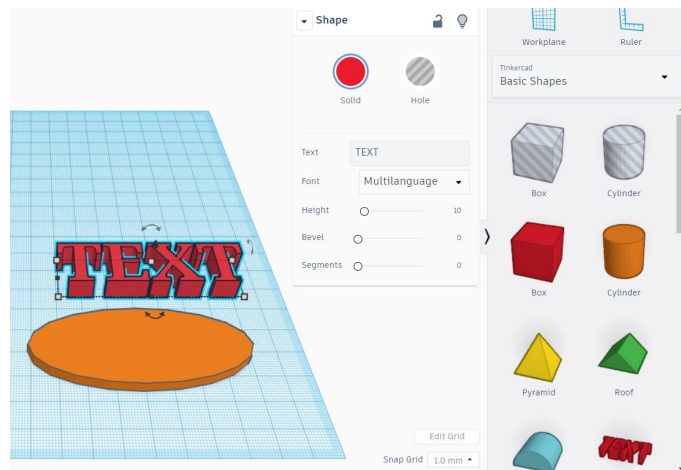 Shape
Solid
Hole
Text
TEXT
Font
Multilanguage
Height
10
Bevel
0
Segments
0
TEXT
Edit Grid
Snap Grid
1.0 mm
Workplane
Ruler
Tinkercad
Basic Shapes
Box
Cylinder
Box
Cylinder
Pyramid
Roof
TEXT